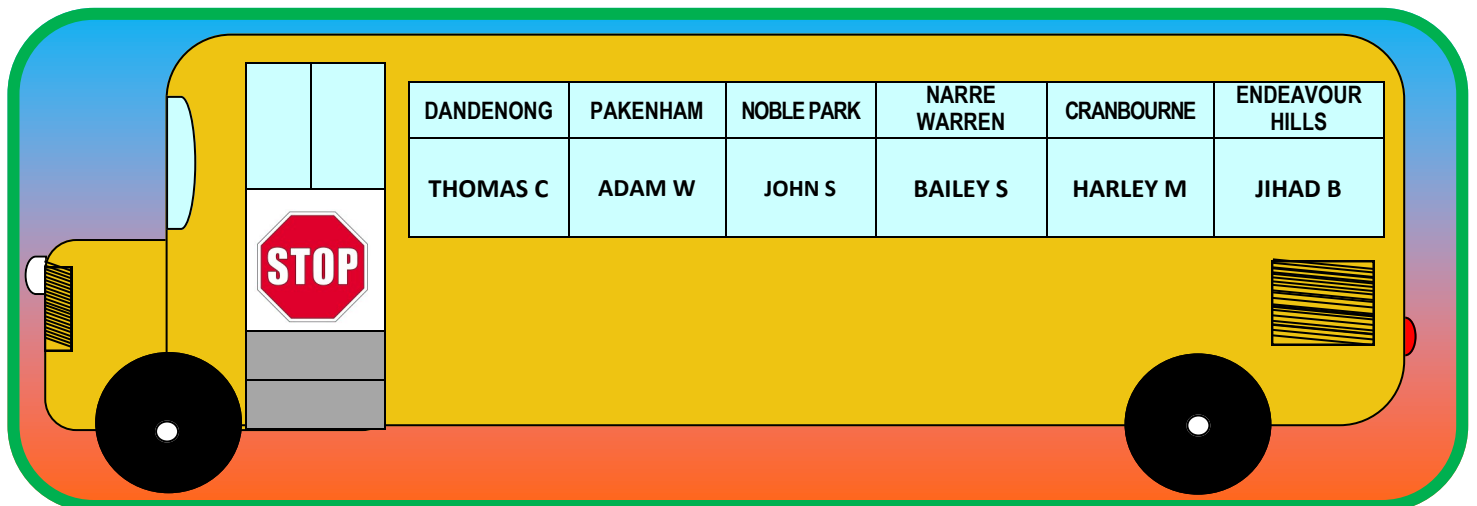 DANDENONG
PAKENHAM
NOBLE PARK
NARRE
WARREN
CRANBOURNE
ENDEAVOUR
HILLS
THOMAS C
ADAM W
JOHN S
BAILEY S
HARLEY M
JIHAD B
STOP